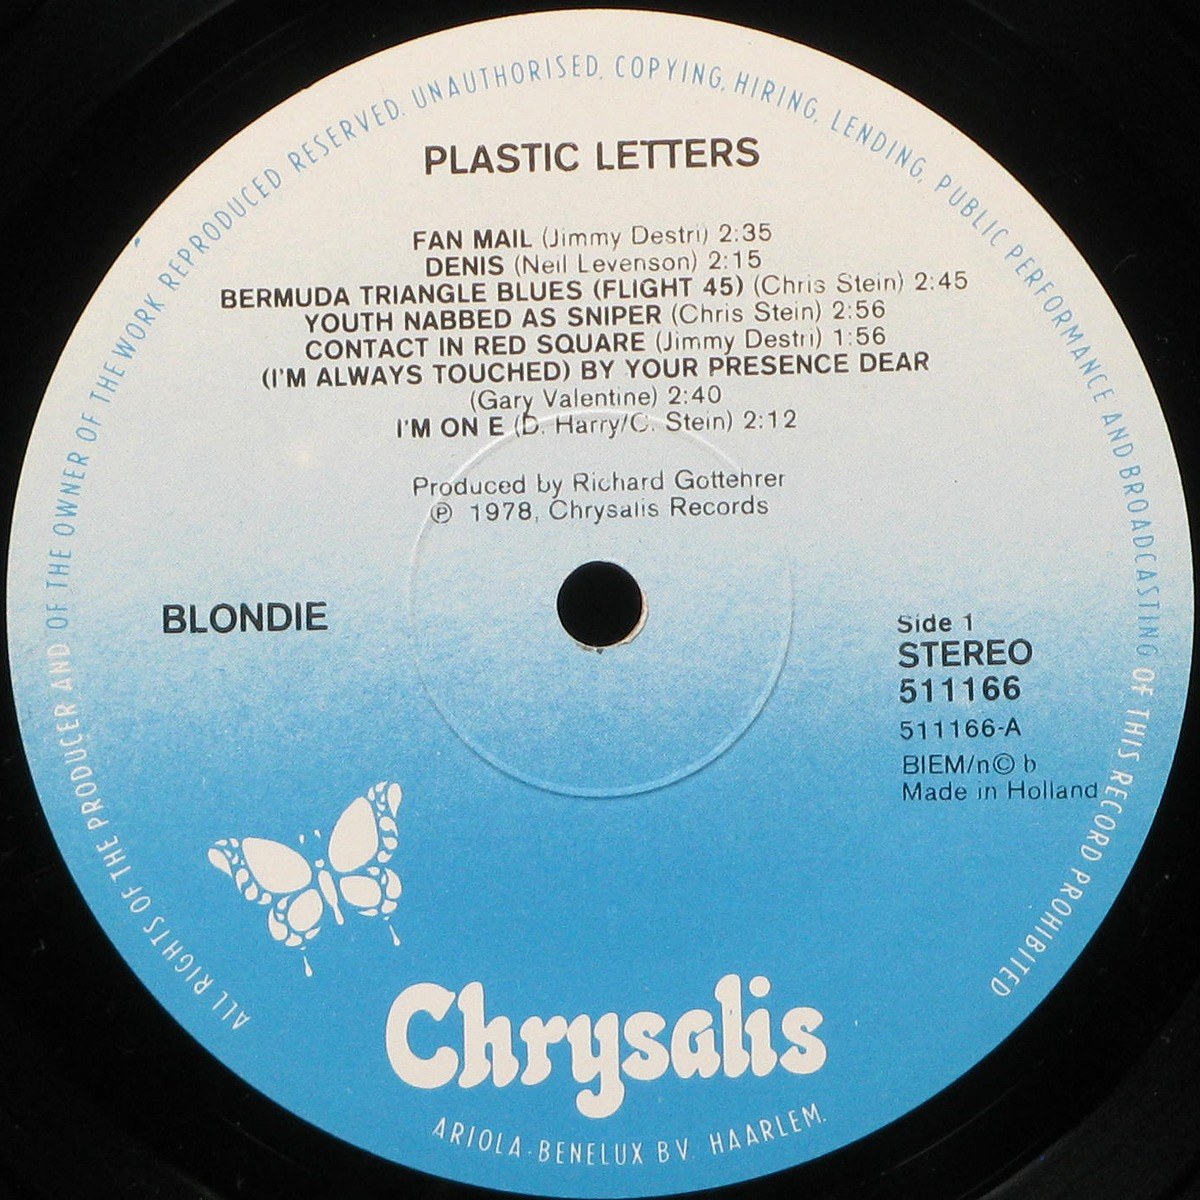 ALL RIGHTS OF THE PRODUCER AND OF THE OWNER OF THE WORK REPRODUCED RESERVED. UNAUTHORISED, COPYING, HIRING, LENDING, PUBLIC PERFORMANCE AND BROADCASTING OF THIS RECORD PROHIBITED
PLASTIC LETTERS
FAN MAIL (Jimmy Destri) 2:35
DENIS (Neil Levenson) 2:15
BERMUDA TRIANGLE BLUES (FLIGHT 45) (Chris Stein) 2:45
YOUTH NABBED AS SNIPER (Chris Stein) 2:56
CONTACT IN RED SQUARE (Jimmy Destri) 1:56
(I'M ALWAYS TOUCHED) BY YOUR PRESENCE DEAR
(Gary Valentine) 2:40
I'M ON E (D. Harry/C. Stein) 2:12
Produced by Richard Gottehrer
℗ 1978, Chrysalis Records
BLONDIE
Side 1
STEREO
511166
511166-A
BIEM/n© b
Made in Holland
Chrysalis
ARIOLA-BENELUX BV. HAARLEM.